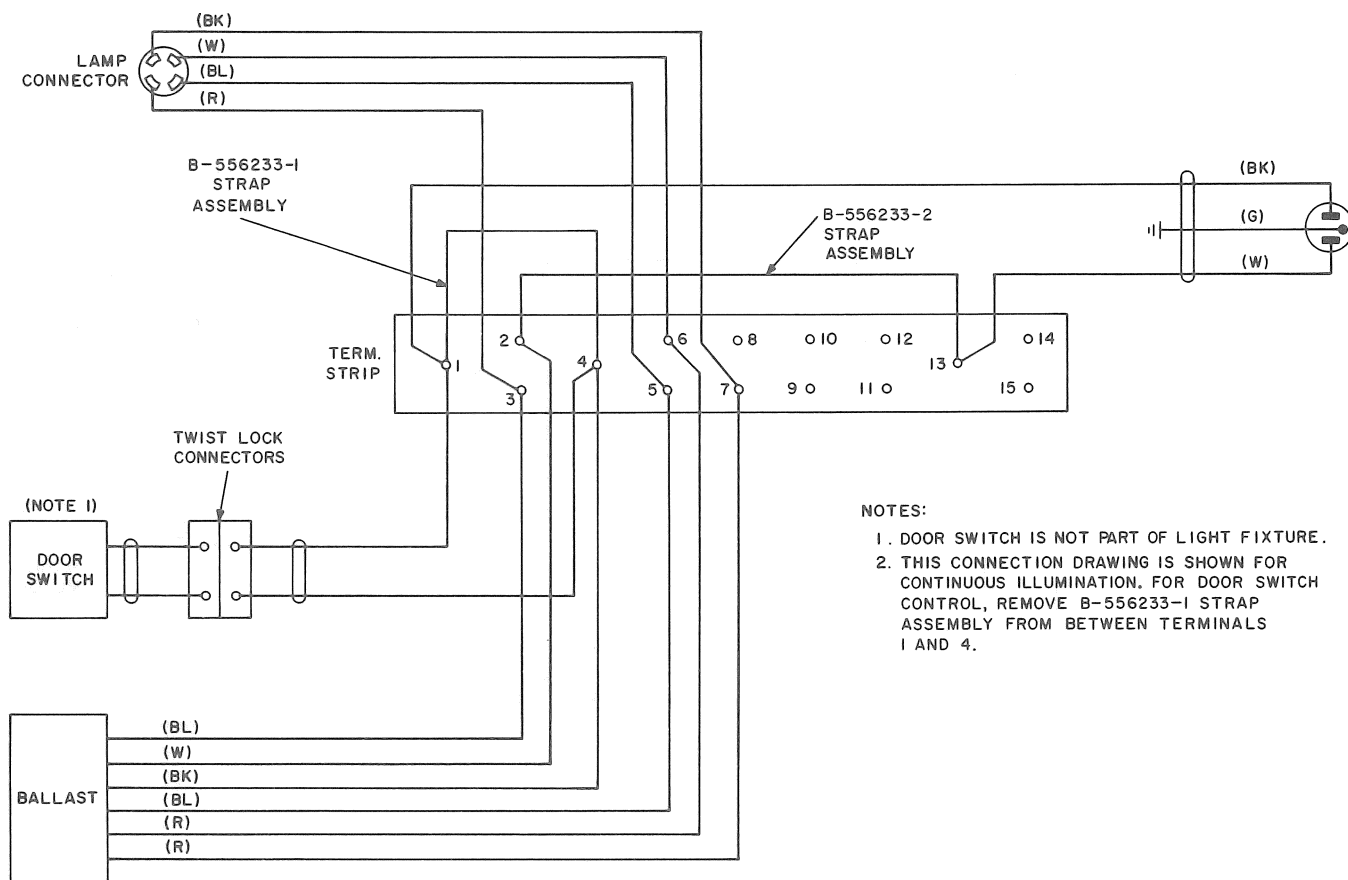 (BK)
(W)
(BL)
(R)
LAMP
CONNECTOR
B-556233-1
STRAP
ASSEMBLY
B-556233-2
STRAP
ASSEMBLY
(BK)
(G)
(W)
TERM.
STRIP
1
2
3
4
5
6
7
8
9
10
11
12
13
14
15
TWIST LOCK
CONNECTORS
(NOTE 1)
DOOR
SWITCH
NOTES:
1. DOOR SWITCH IS NOT PART OF LIGHT FIXTURE.
2. THIS CONNECTION DRAWING IS SHOWN FOR
CONTINUOUS ILLUMINATION. FOR DOOR SWITCH
CONTROL, REMOVE B-556233-1 STRAP
ASSEMBLY FROM BETWEEN TERMINALS
1 AND 4.
BALLAST
(BL)
(W)
(BK)
(BL)
(R)
(R)